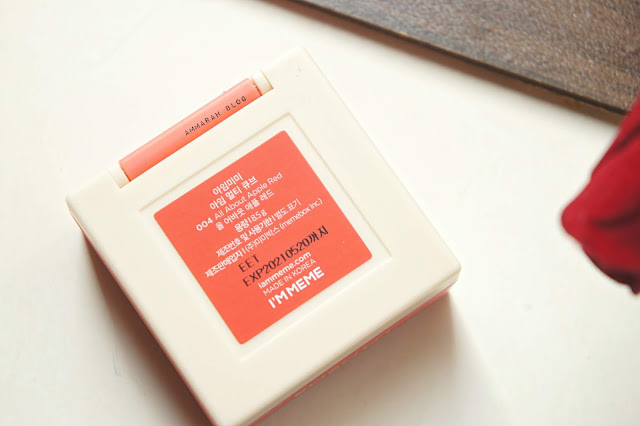 AMMARAH BLOG
아임미미
아임 멀티 큐브
004 All About Apple Red
올 어바웃 애플 레드
용량 | 8.5g
제조번호 및 사용기한 | 별도 표기
제조판매업자 | (주)미미박스 (memebox inc.)
EET
EXP20210520까지
iammeme.com
MADE IN KOREA
I'M MEME